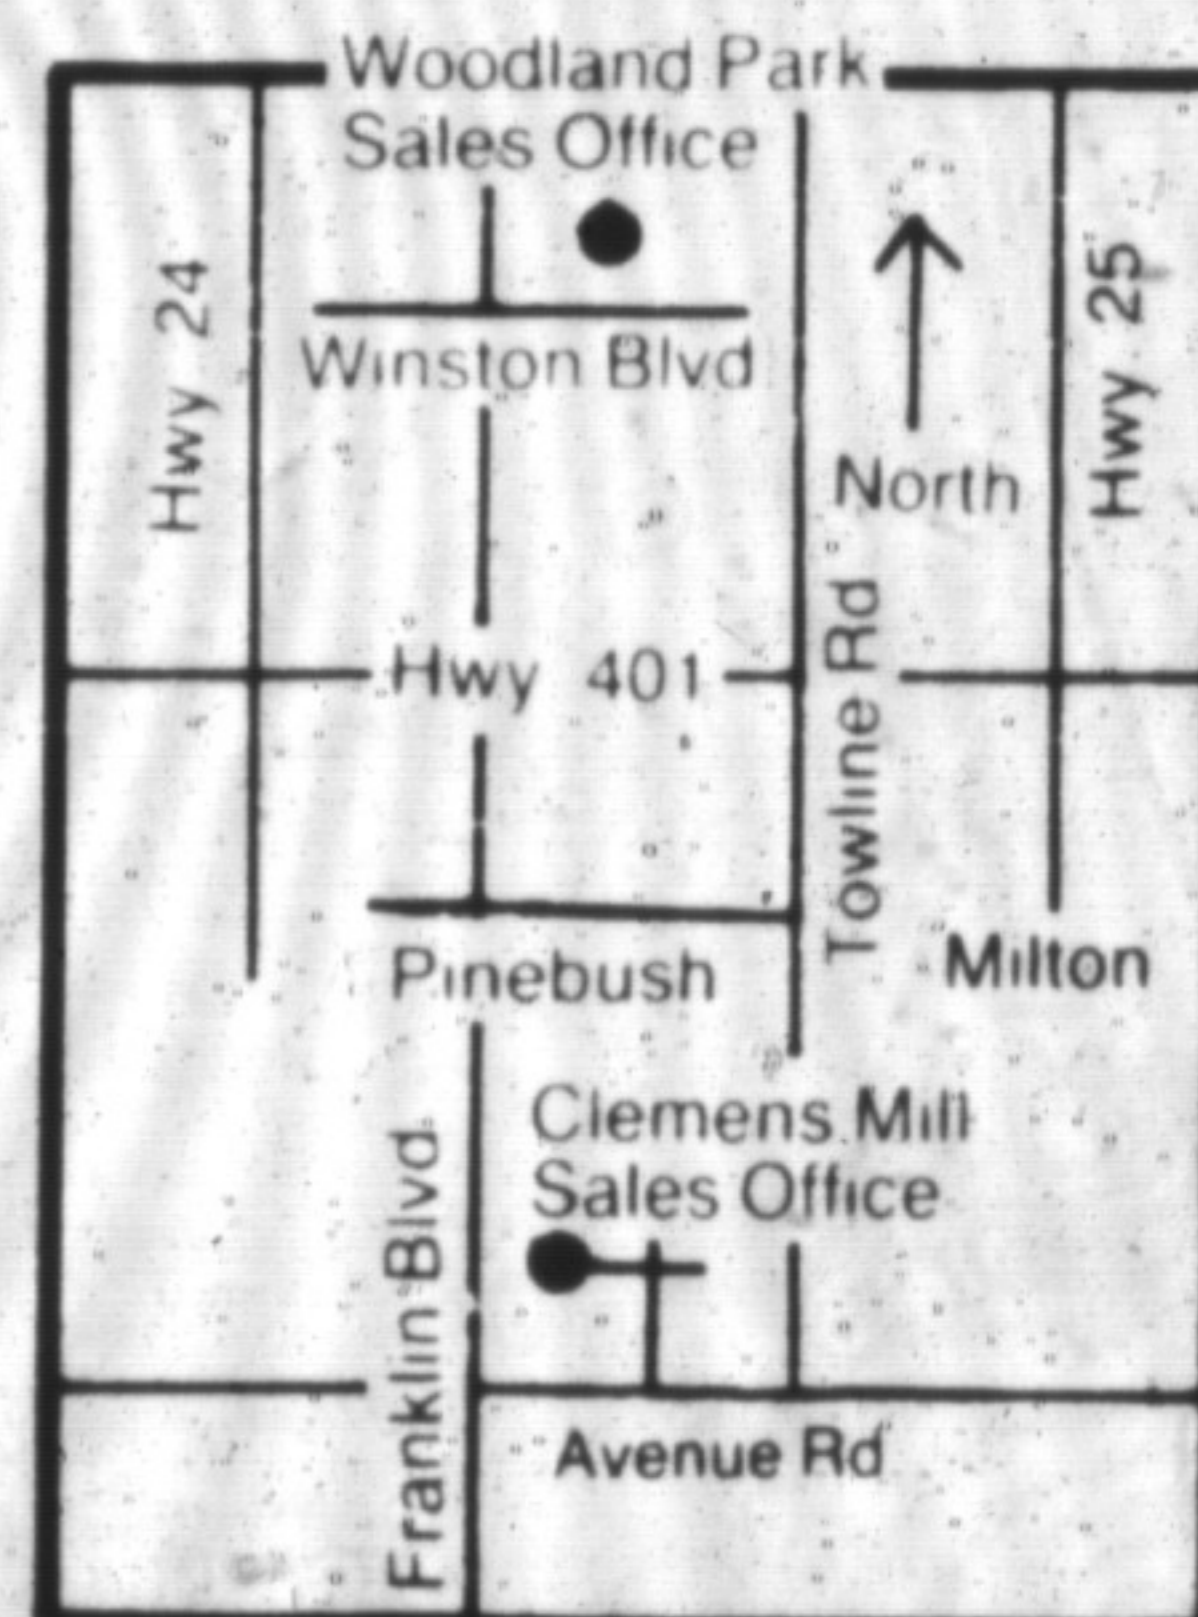 Woodland Park
Sales Office
Hwy 24
Winston Blvd
North
Hwy 25
Hwy 401
Towline Rd
Pinebush
Milton
Clemens Mill
Sales Office
Franklin Blvd
Avenue Rd